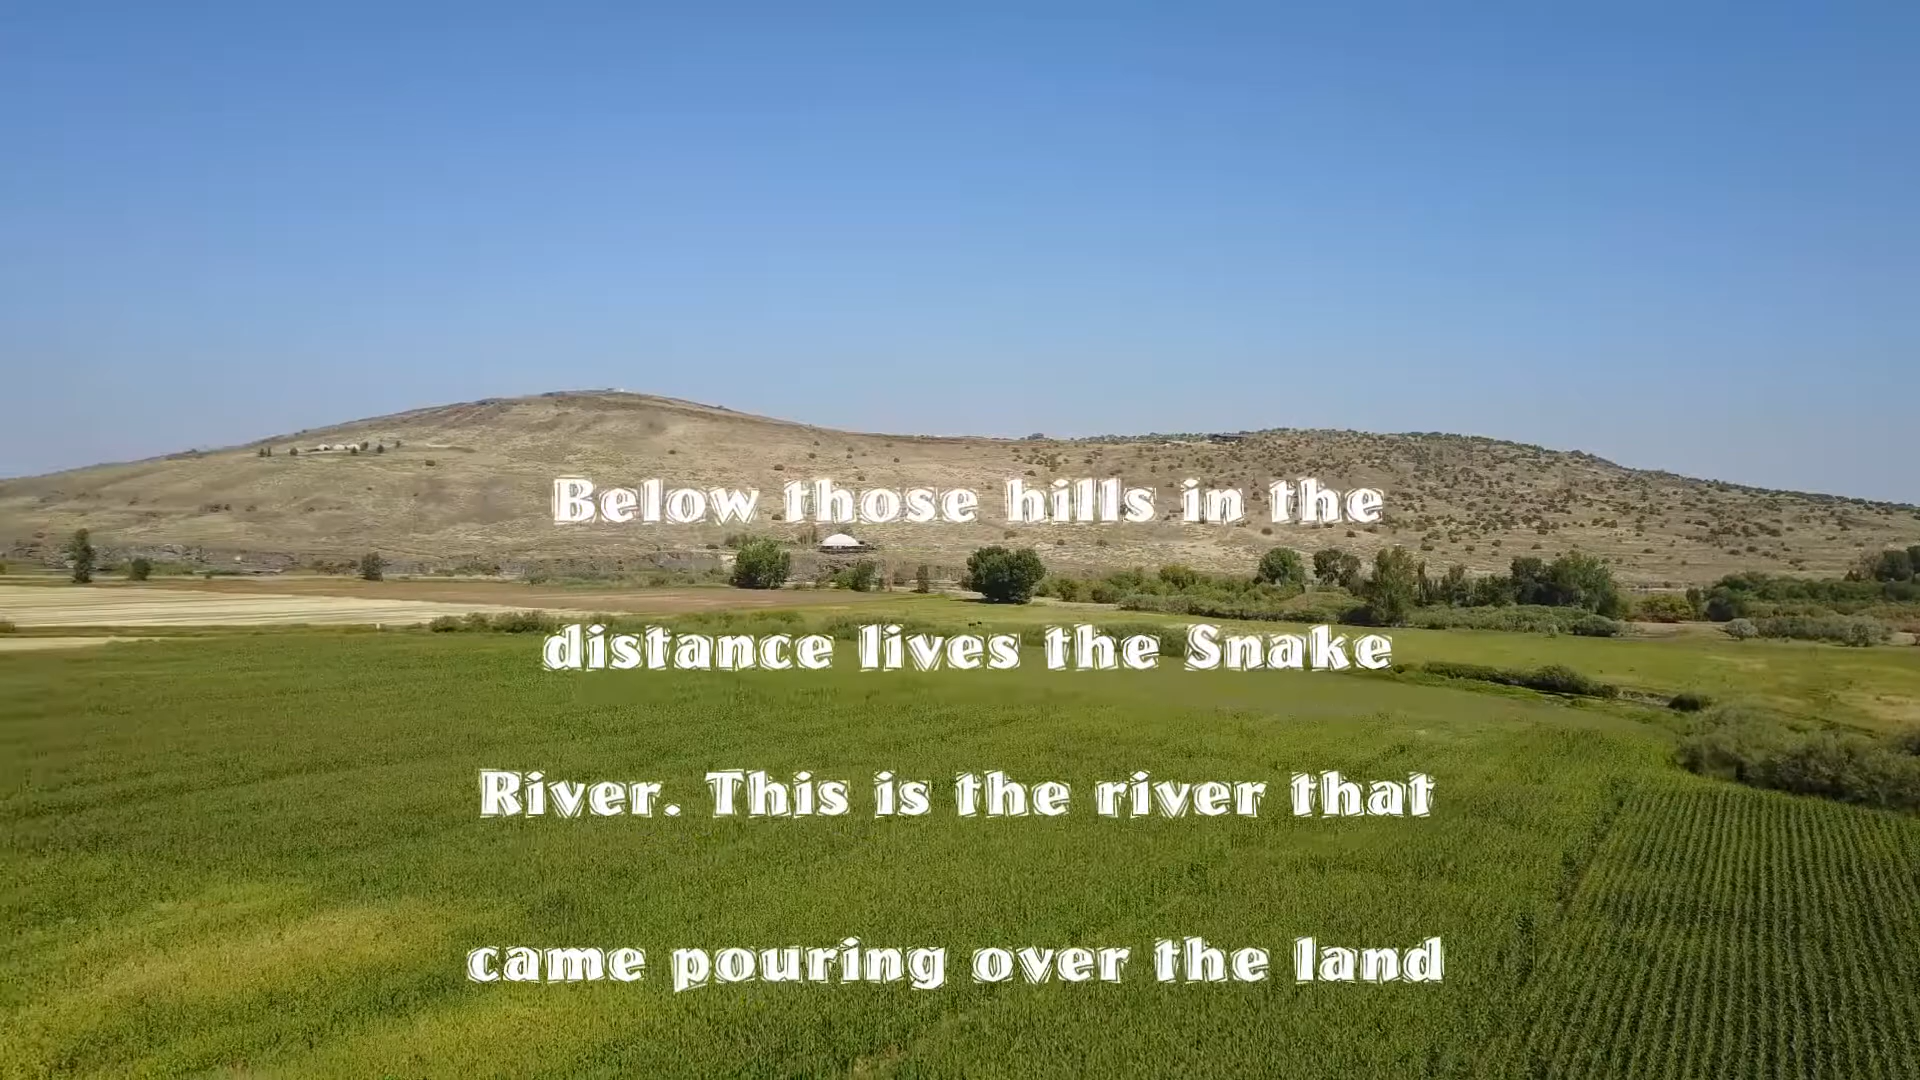 Below those hills in the
distance lives the Snake
River. This is the river that
came pouring over the land